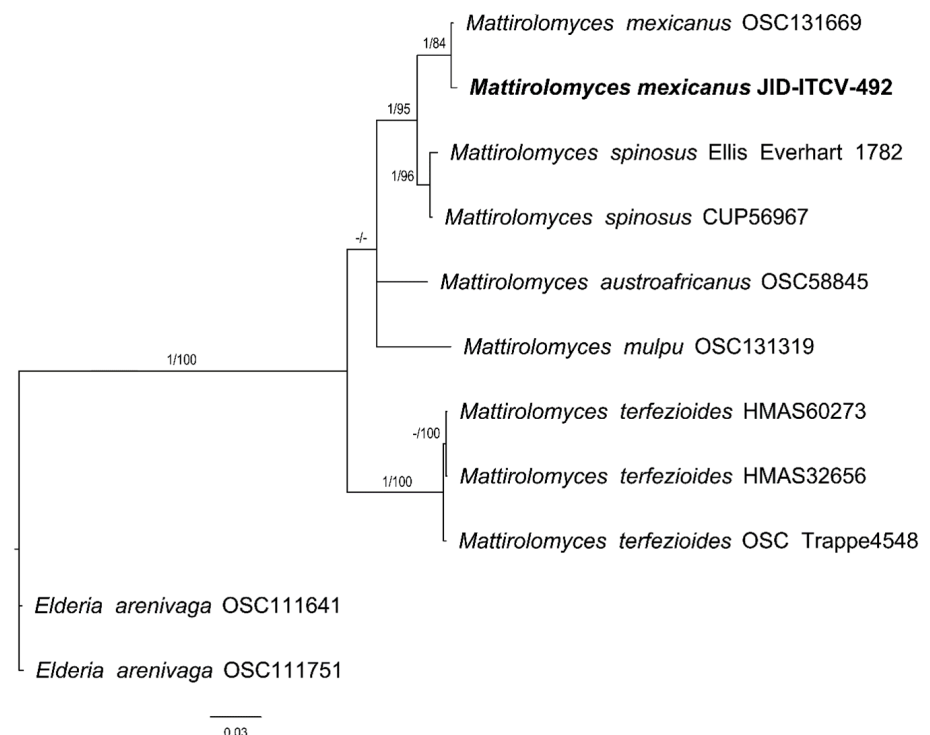 Mattirolomyces mexicanus OSC131669
1/84
Mattirolomyces mexicanus JID-ITCV-492
1/95
Mattirolomyces spinosus Ellis Everhart 1782
1/96
Mattirolomyces spinosus CUP56967
-/-
Mattirolomyces austroafricanus OSC58845
Mattirolomyces mulpu OSC131319
1/100
Mattirolomyces terfezioides HMAS60273
-/100
Mattirolomyces terfezioides HMAS32656
1/100
Mattirolomyces terfezioides OSC Trappe4548
Elderia arenivaga OSC111641
Elderia arenivaga OSC111751
0.03